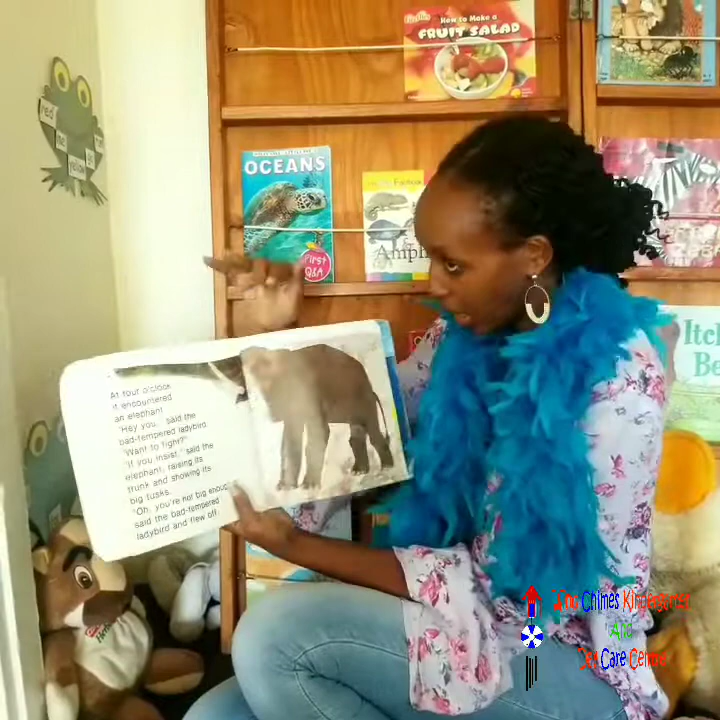 How to Make a
FRUIT SALAD
OCEANS
First
Q&A
red
yellow
At four o'clock
it encountered
an elephant.
"Hey you," said the
bad-tempered ladybird.
"Want to fight?"
"If you insist," said the
elephant, raising its
trunk and showing its
big tusks.
"Oh, you're not big enough,"
said the bad-tempered
ladybird and flew off.
Chimes Kindergarten
And
Day Care Centre